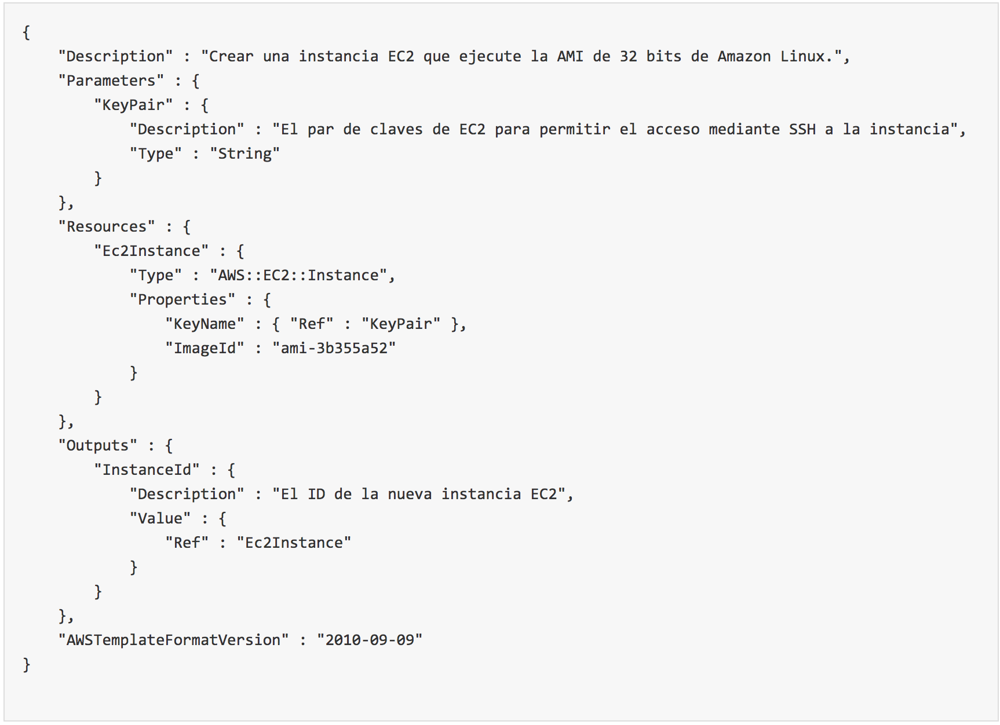 {
    "Description" : "Crear una instancia EC2 que ejecute la AMI de 32 bits de Amazon Linux.",
    "Parameters" : {
        "KeyPair" : {
            "Description" : "El par de claves de EC2 para permitir el acceso mediante SSH a la instancia",
            "Type" : "String"
        }
    },
    "Resources" : {
        "Ec2Instance" : {
            "Type" : "AWS::EC2::Instance",
            "Properties" : {
                "KeyName" : { "Ref" : "KeyPair" },
                "ImageId" : "ami-3b355a52"
            }
        }
    },
    "Outputs" : {
        "InstanceId" : {
            "Description" : "El ID de la nueva instancia EC2",
            "Value" : {
                "Ref" : "Ec2Instance"
            }
        }
    },
    "AWSTemplateFormatVersion" : "2010-09-09"
}